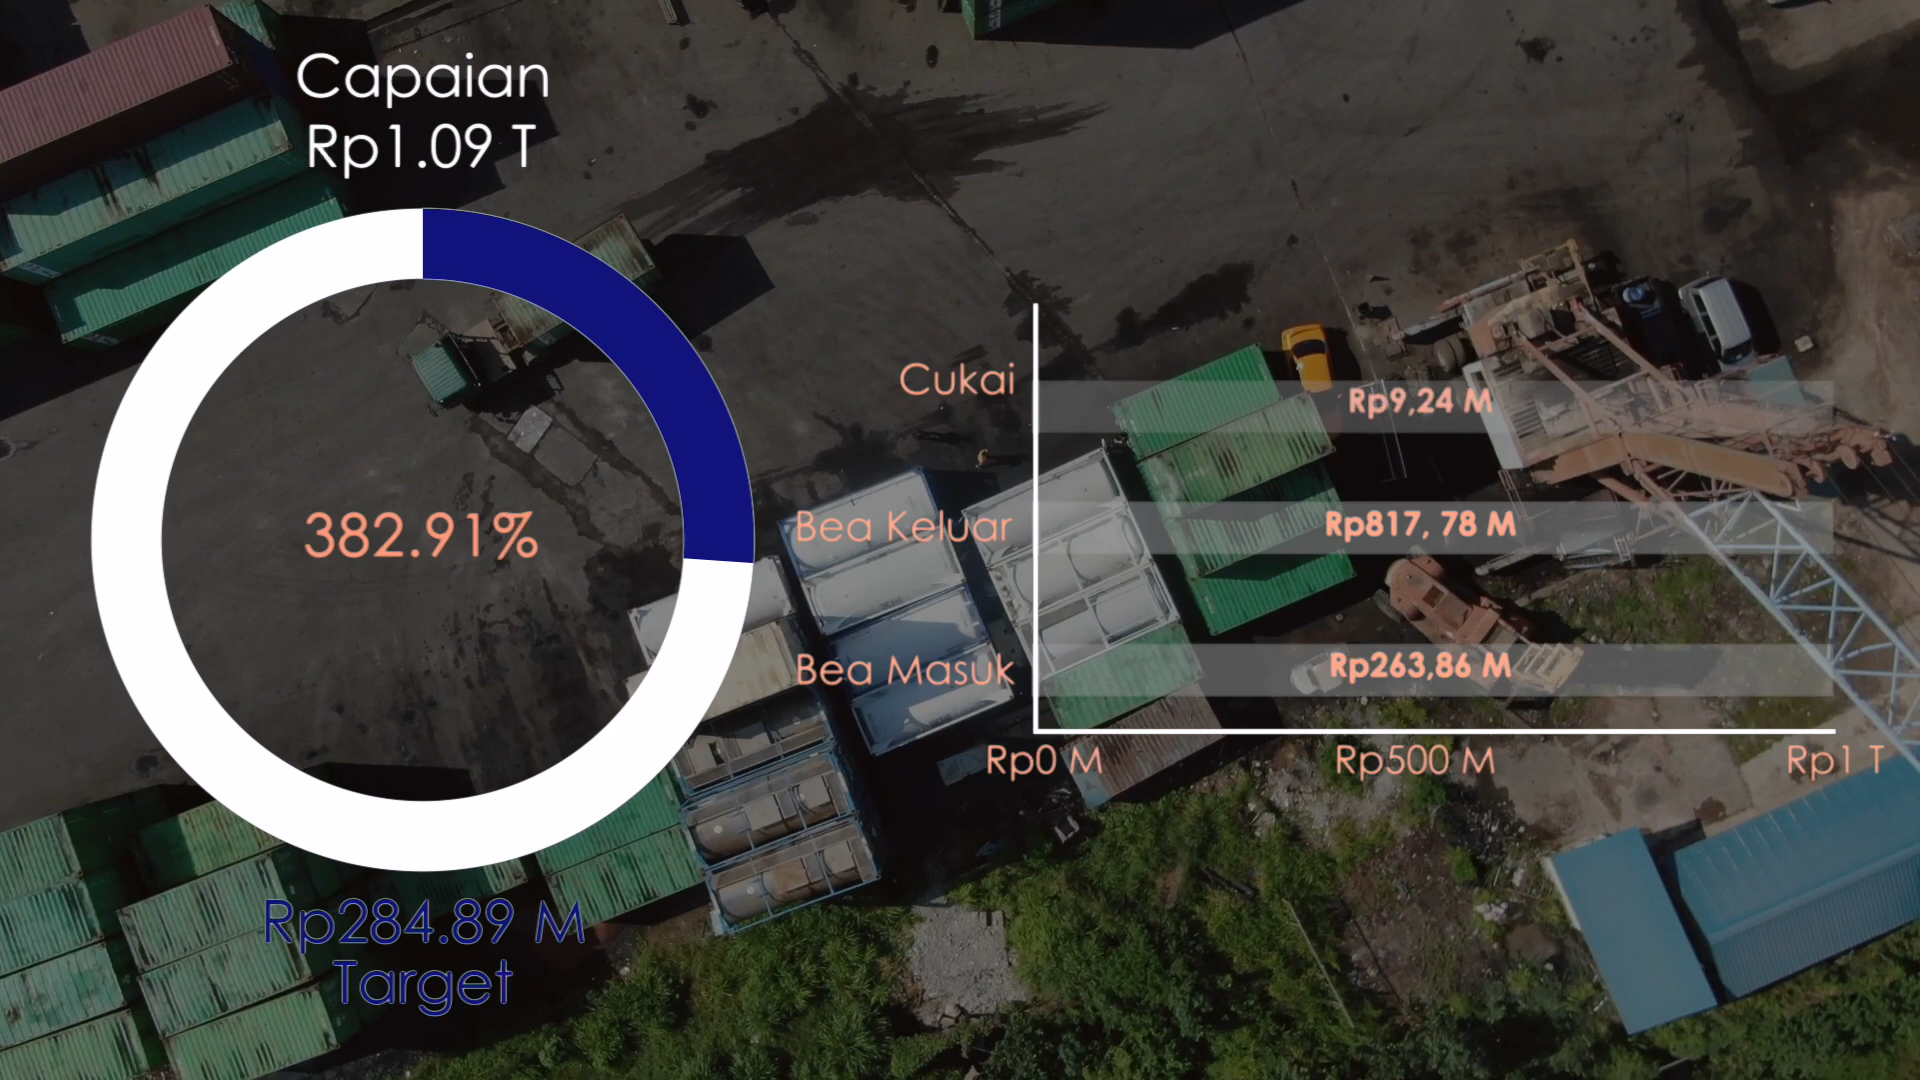 Capaian
Rp1.09 T
382.91%
Rp284.89 M
Target
Cukai
Rp9,24 M
Bea Keluar
Rp817, 78 M
Bea Masuk
Rp263,86 M
Rp0 M
Rp500 M
Rp1 T